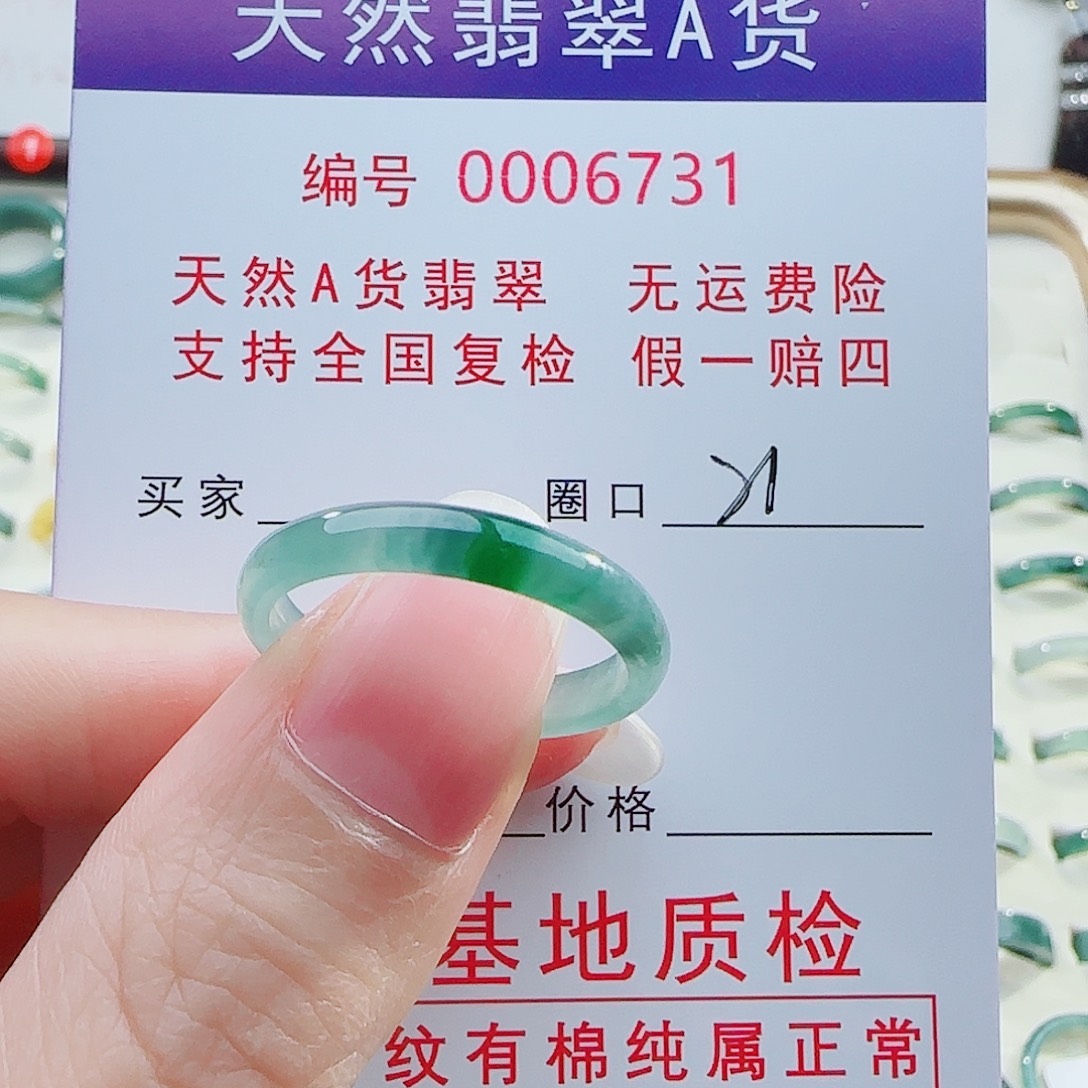 天然翡翠A货
编号 0006731
天然A货翡翠 无运费险
支持全国复检 假一赔四
买家 圈口
价格
基地质检
纹有棉纯属正常